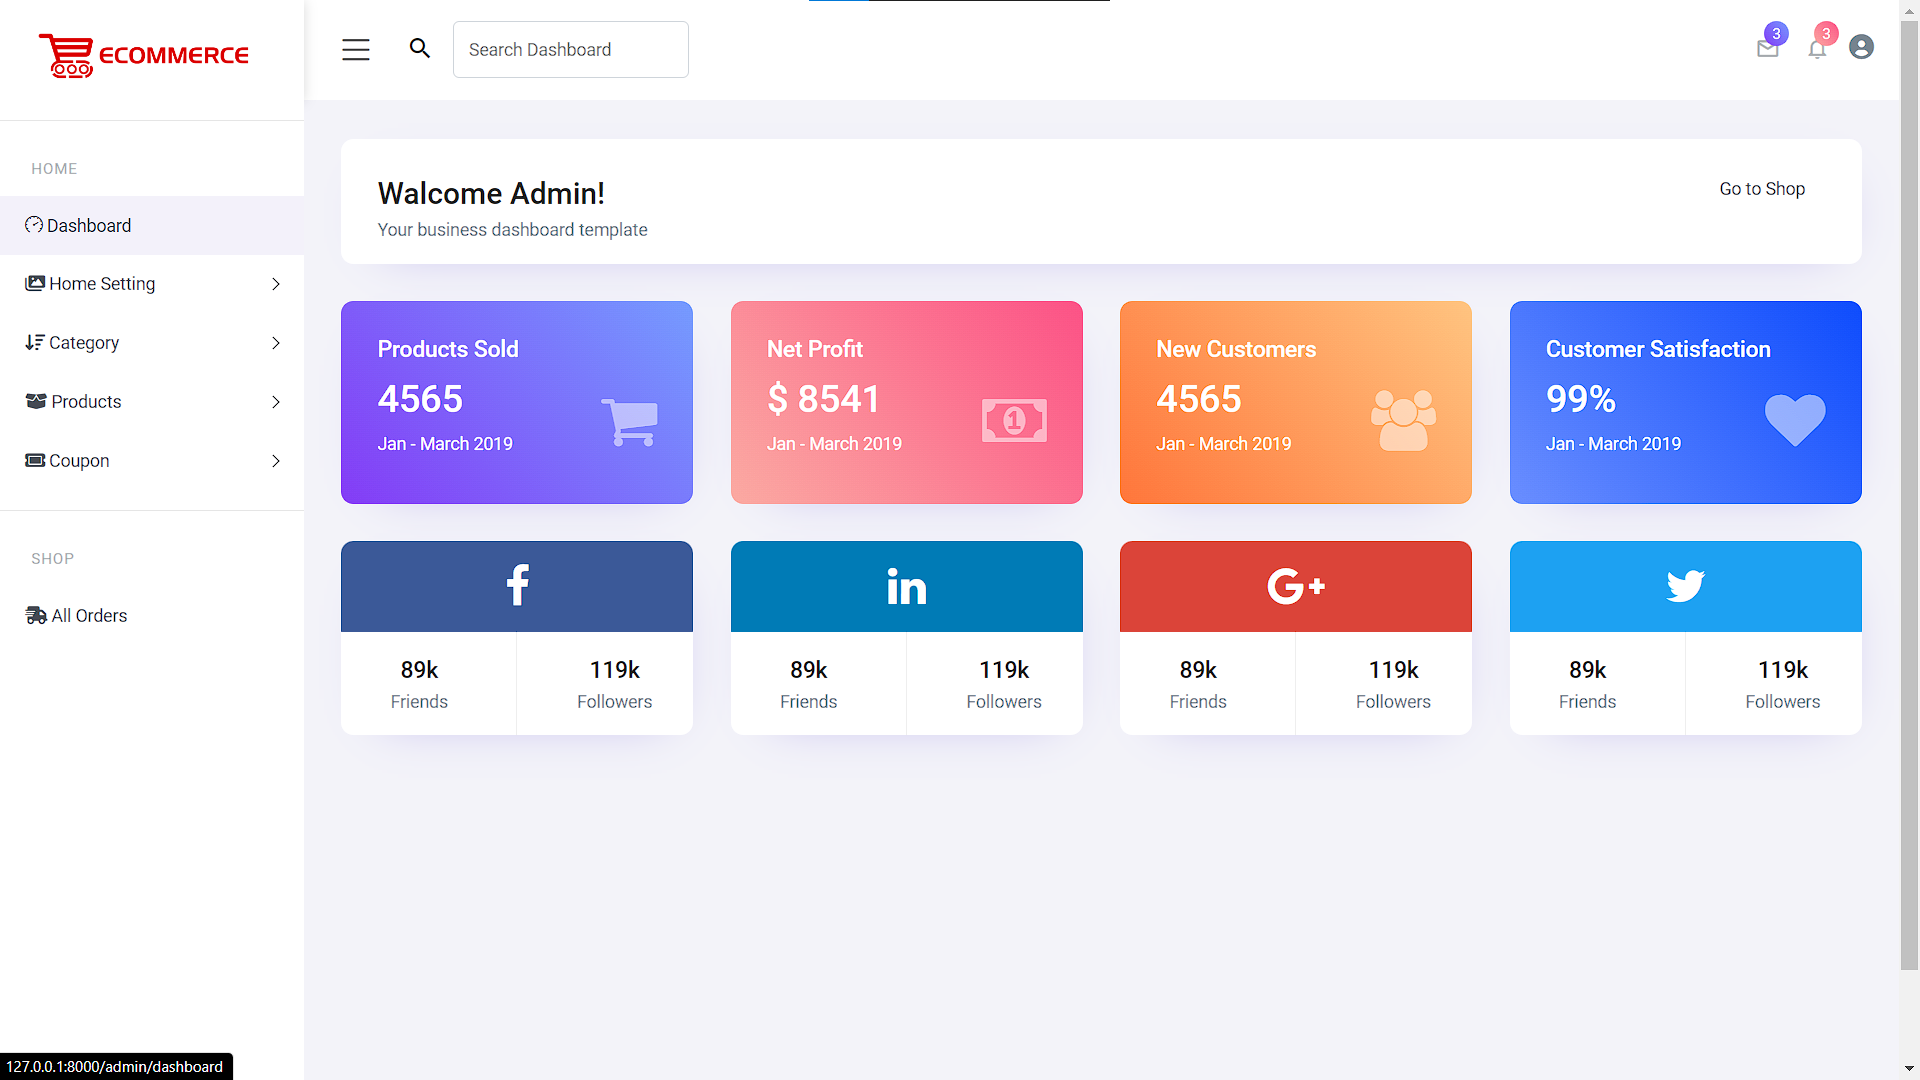 ECOMMERCE
Search Dashboard
3
3
HOME
Dashboard
Home Setting
Category
Products
Coupon
SHOP
All Orders
Walcome Admin!
Your business dashboard template
Go to Shop
Products Sold
4565
Jan - March 2019
Net Profit
$ 8541
Jan - March 2019
1
New Customers
4565
Jan - March 2019
Customer Satisfaction
99%
Jan - March 2019
f
in
G+
89k
Friends
119k
Followers
89k
Friends
119k
Followers
89k
Friends
119k
Followers
89k
Friends
119k
Followers
127.0.0.1:8000/admin/dashboard